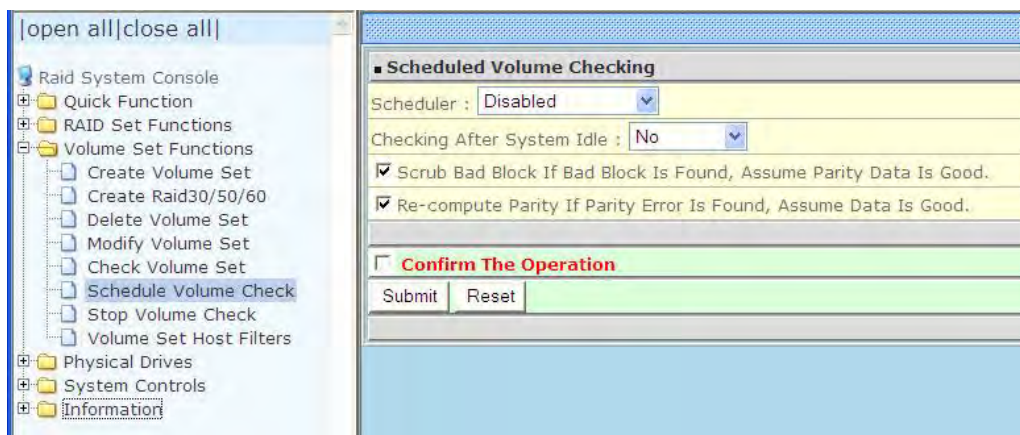 |open all|close all|
Raid System Console
Quick Function
RAID Set Functions
Volume Set Functions
Create Volume Set
Create Raid30/50/60
Delete Volume Set
Modify Volume Set
Check Volume Set
Schedule Volume Check
Stop Volume Check
Volume Set Host Filters
Physical Drives
System Controls
Information
Scheduled Volume Checking
Scheduler : Disabled
Checking After System Idle : No
Scrub Bad Block If Bad Block Is Found, Assume Parity Data Is Good.
Re-compute Parity If Parity Error Is Found, Assume Data Is Good.
Confirm The Operation
Submit Reset